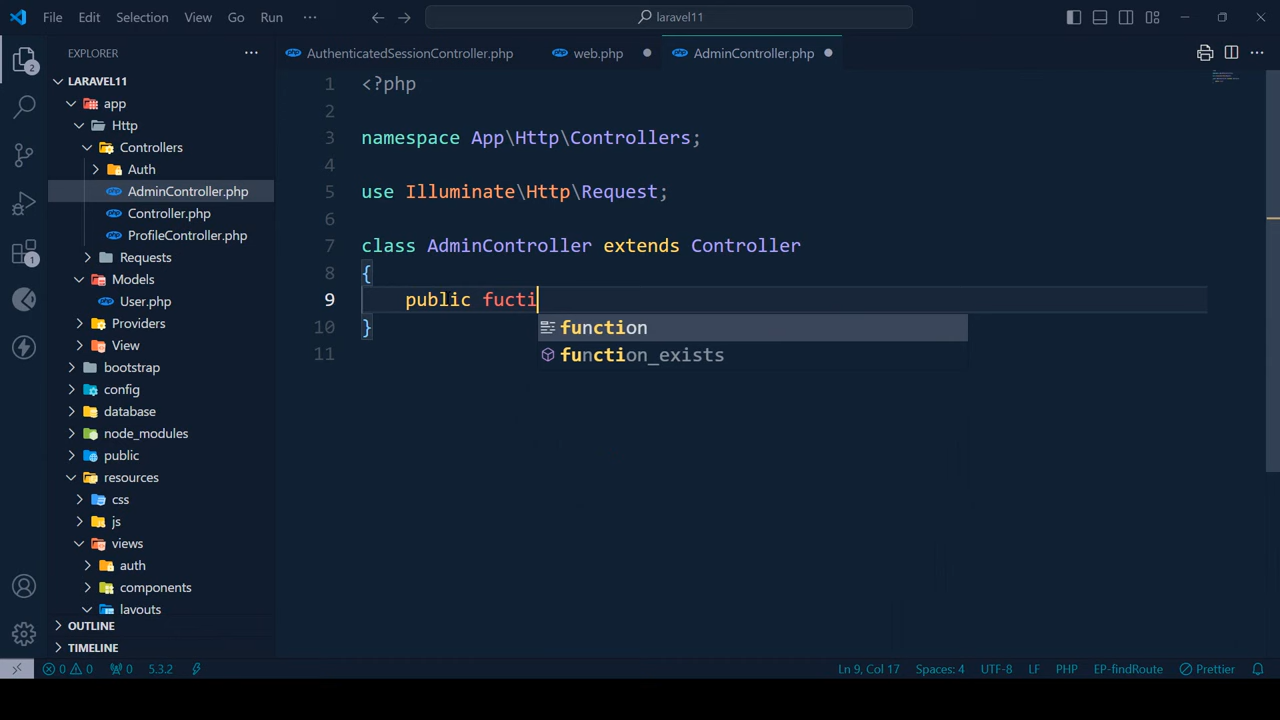 File Edit Selection View Go Run ··· laravel11
EXPLORER ···
AuthenticatedSessionController.php web.php AdminController.php
LARAVEL11
app
Http
Controllers
Auth
AdminController.php
Controller.php
ProfileController.php
Requests
Models
User.php
Providers
View
bootstrap
config
database
node_modules
public
resources
css
js
views
auth
components
layouts
OUTLINE
TIMELINE
2
1
1 <?php
2
3 namespace App\Http\Controllers;
4
5 use Illuminate\Http\Request;
6
7 class AdminController extends Controller
8 {
9 public fucti
10 }
11
function
function_exists
0 0 0 5.3.2 Ln 9, Col 17 Spaces: 4 UTF-8 LF PHP EP-findRoute Prettier